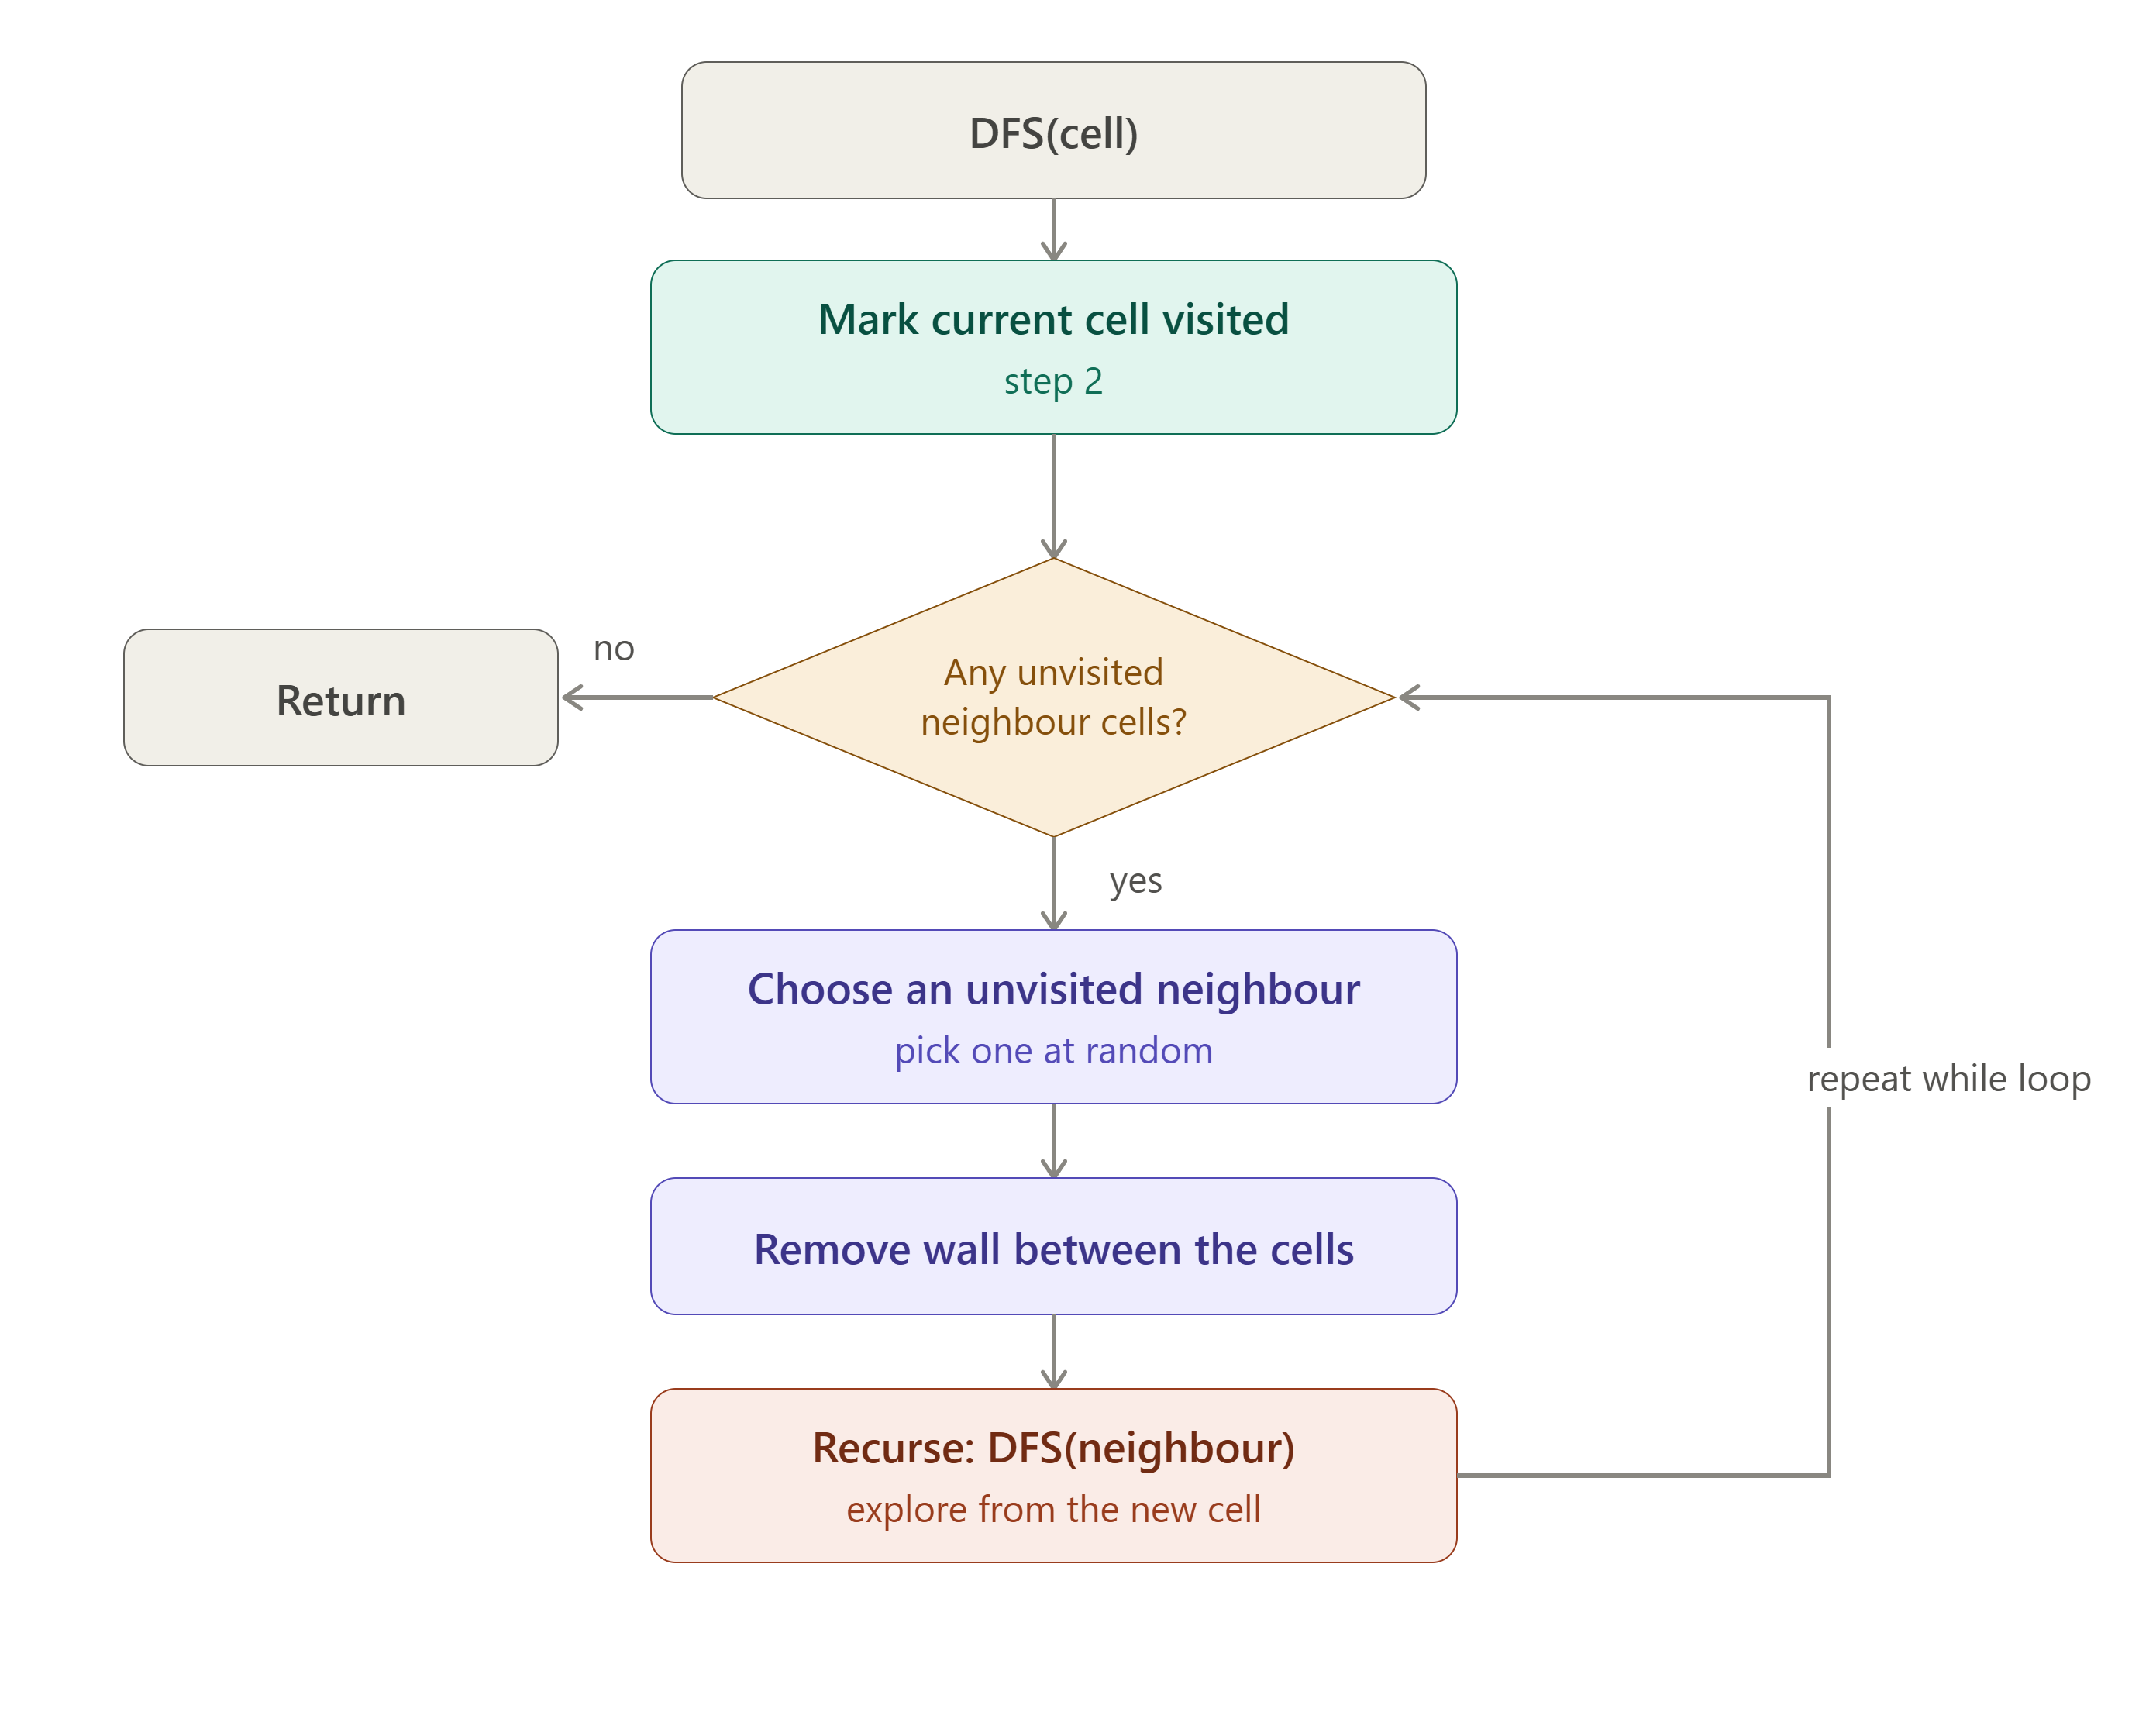 DFS(cell)
Mark current cell visited
step 2
Any unvisited
neighbour cells?
no
Return
yes
Choose an unvisited neighbour
pick one at random
repeat while loop
Remove wall between the cells
Recurse: DFS(neighbour)
explore from the new cell